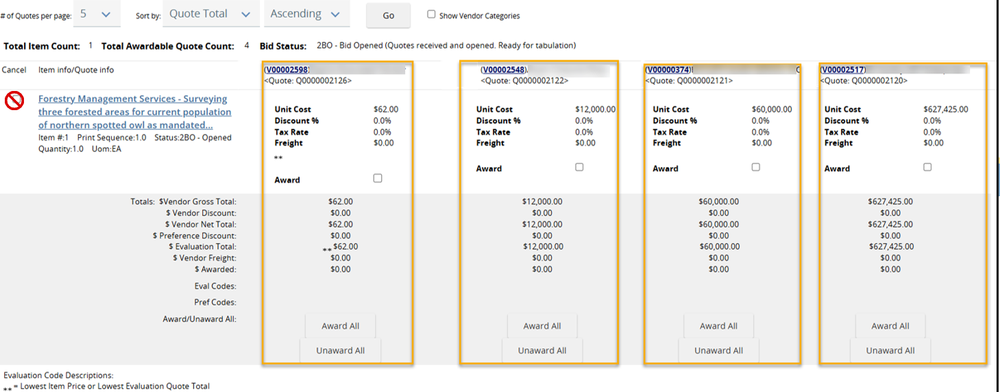 # of Quotes per page: 5 Sort by: Quote Total Ascending Go Show Vendor Categories
Total Item Count: 1 Total Awardable Quote Count: 4 Bid Status: 2BO - Bid Opened (Quotes received and opened. Ready for tabulation)
Cancel Item info/Quote info (V00002598) (V00002548) (V00000374) (V00002517)
<Quote: Q0000002126> <Quote: Q0000002122> <Quote: Q0000002121> <Quote: Q0000002120>
Forestry Management Services - Surveying
three forested areas for current population
of northern spotted owl as mandated...
Item #:1 Print Sequence:1.0 Status:2BO - Opened
Quantity:1.0 Uom:EA
Unit Cost $62.00 Unit Cost $12,000.00 Unit Cost $60,000.00 Unit Cost $627,425.00
Discount % 0.0% Discount % 0.0% Discount % 0.0% Discount % 0.0%
Tax Rate 0.0% Tax Rate 0.0% Tax Rate 0.0% Tax Rate 0.0%
Freight $0.00 Freight $0.00 Freight $0.00 Freight $0.00
**
Award Award Award Award
Totals: $Vendor Gross Total: $62.00 $12,000.00 $60,000.00 $627,425.00
$ Vendor Discount: $0.00 $0.00 $0.00 $0.00
$ Vendor Net Total: $62.00 $12,000.00 $60,000.00 $627,425.00
$ Preference Discount: $0.00 $0.00 $0.00 $0.00
$ Evaluation Total: ** $62.00 $12,000.00 $60,000.00 $627,425.00
$ Vendor Freight: $0.00 $0.00 $0.00 $0.00
$ Awarded: $0.00 $0.00 $0.00 $0.00
Eval Codes:
Pref Codes:
Award/Unaward All:
Award All Award All Award All Award All
Unaward All Unaward All Unaward All Unaward All
Evaluation Code Descriptions:
** = Lowest Item Price or Lowest Evaluation Quote Total